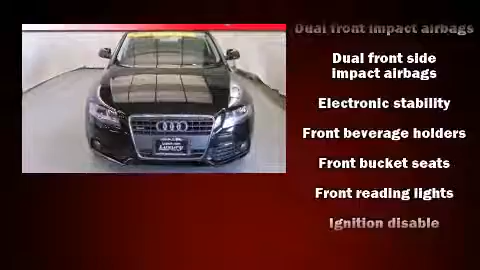 Dual front impact airbags
Dual front side
impact airbags
Electronic stability
Front beverage holders
Front bucket seats
Front reading lights
Ignition disable